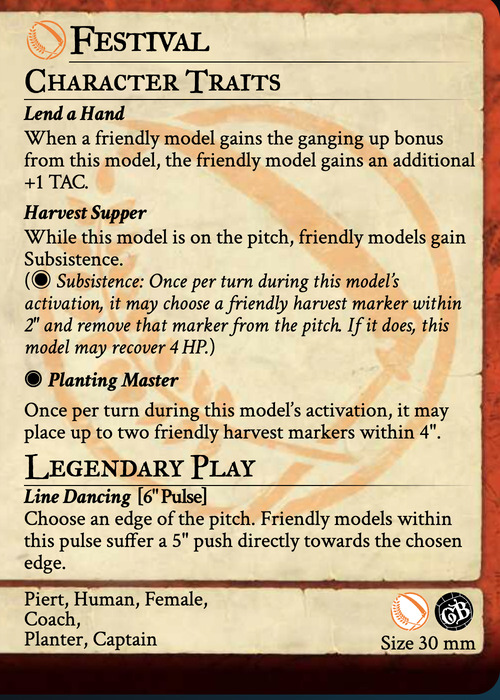 Festival
Character Traits
Lend a Hand
When a friendly model gains the ganging up bonus
from this model, the friendly model gains an additional
+1 TAC.
Harvest Supper
While this model is on the pitch, friendly models gain
Subsistence.
(◉ Subsistence: Once per turn during this model's
activation, it may choose a friendly harvest marker within
2" and remove that marker from the pitch. If it does, this
model may recover 4 HP.)
◉ Planting Master
Once per turn during this model's activation, it may
place up to two friendly harvest markers within 4".
Legendary Play
Line Dancing [6" Pulse]
Choose an edge of the pitch. Friendly models within
this pulse suffer a 5" push directly towards the chosen
edge.
Piert, Human, Female,
Coach,
Planter, Captain
GB
Size 30 mm